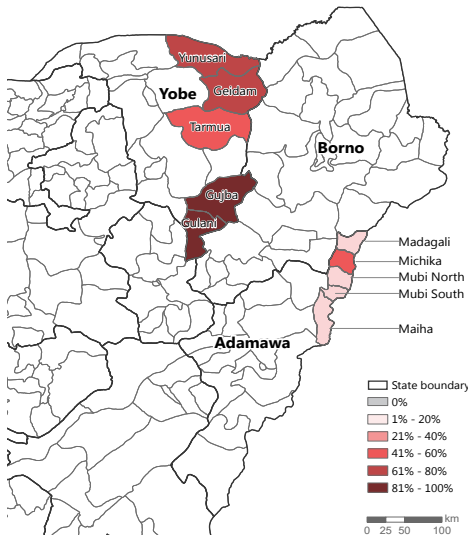 Yunusari
Yobe
Geidam
Tarmua
Borno
Gujba
Gulani
Madagali
Michika
Mubi North
Mubi South
Maiha
Adamawa
State boundary
0%
1% - 20%
21% - 40%
41% - 60%
61% - 80%
81% - 100%
km
0 25 50 100